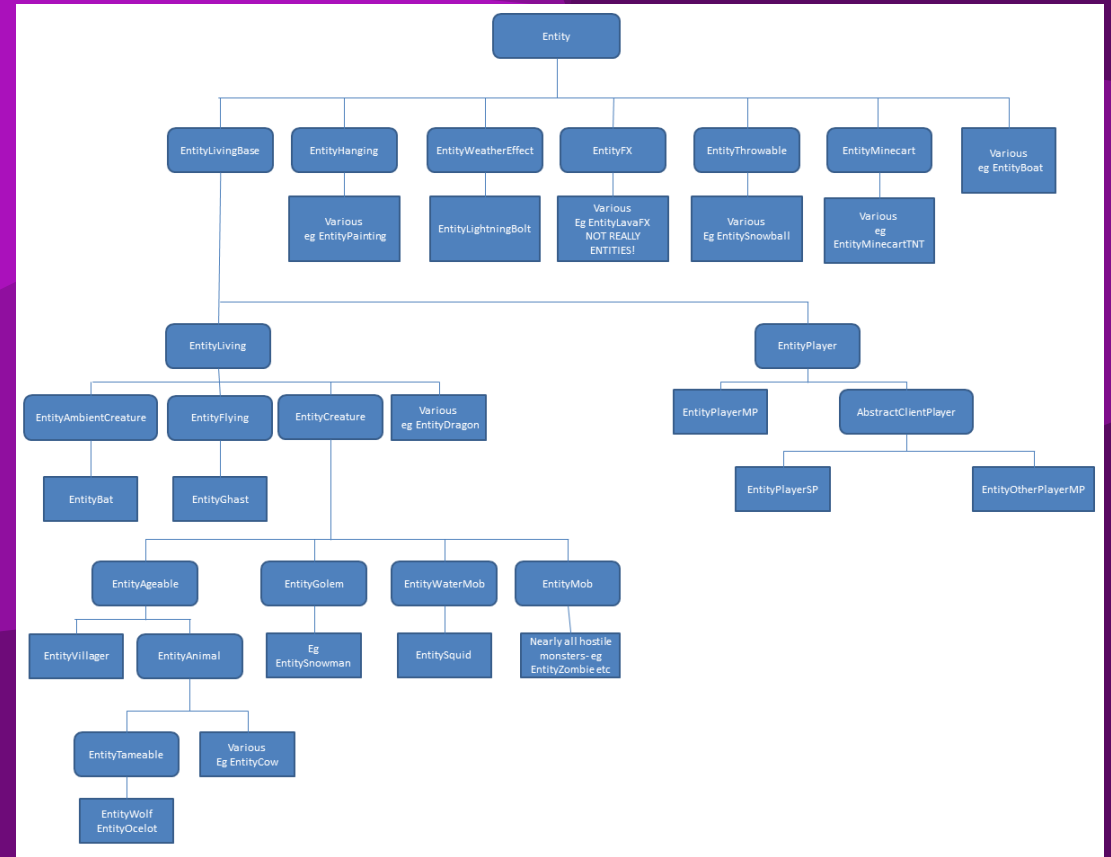 Entity
EntityLivingBase
EntityHanging
EntityWeatherEffect
EntityFX
EntityThrowable
EntityMinecart
Various
eg EntityBoat
Various
eg EntityPainting
EntityLightningBolt
Various
Eg EntityLavaFX
NOT REALLY
ENTITIES!
Various
Eg EntitySnowball
Various
eg
EntityMinecartTNT
EntityLiving
EntityPlayer
EntityAmbientCreature
EntityFlying
EntityCreature
Various
eg EntityDragon
EntityPlayerMP
AbstractClientPlayer
EntityBat
EntityGhast
EntityPlayerSP
EntityOtherPlayerMP
EntityAgeable
EntityGolem
EntityWaterMob
EntityMob
EntityVillager
EntityAnimal
Eg
EntitySnowman
EntitySquid
Nearly all hostile
monsters- eg
EntityZombie etc
EntityTameable
Various
Eg EntityCow
EntityWolf
EntityOcelot